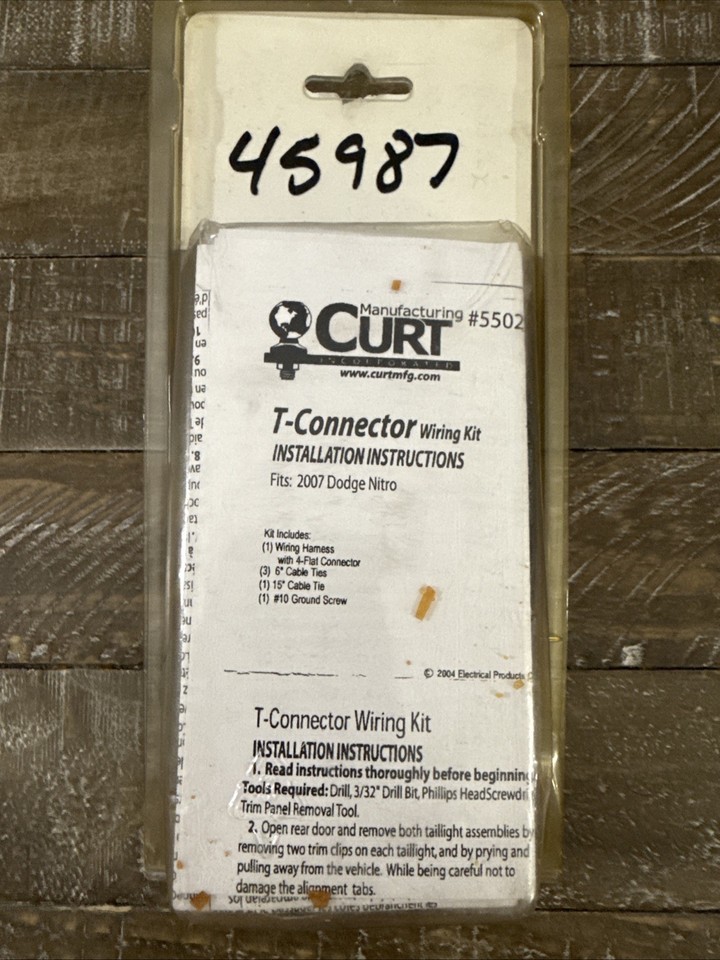 45987
Manufacturing
CURT #5502
INCORPORATED
www.curtmfg.com
T-Connector Wiring Kit
INSTALLATION INSTRUCTIONS
Fits: 2007 Dodge Nitro
Kit Includes:
(1) Wiring Harness
with 4-Flat Connector
(3) 6" Cable Ties
(1) 15" Cable Tie
(1) #10 Ground Screw
© 2004 Electrical Products
T-Connector Wiring Kit
INSTALLATION INSTRUCTIONS
1. Read instructions thoroughly before beginning
Tools Required: Drill, 3/32" Drill Bit, Phillips Head Screwdri
Trim Panel Removal Tool.
2. Open rear door and remove both taillight assemblies by
removing two trim clips on each taillight, and by prying and
pulling away from the vehicle. While being careful not to
damage the alignment tabs.